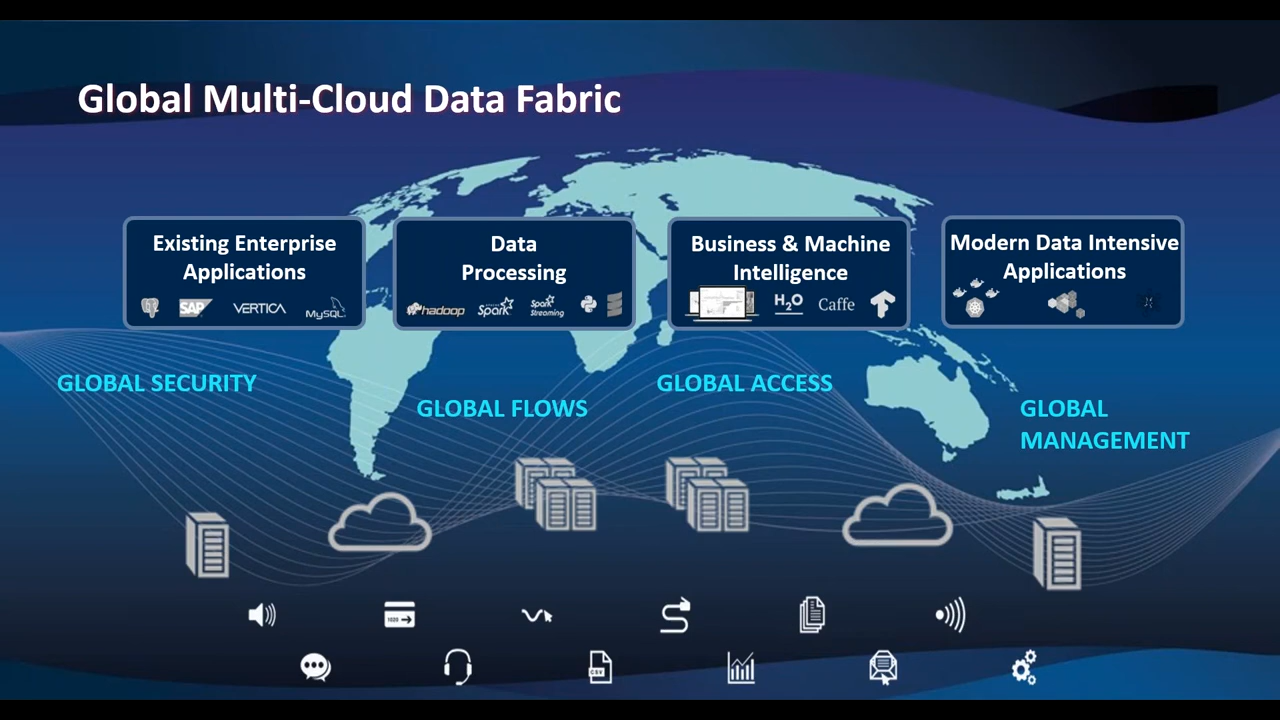 Global Multi-Cloud Data Fabric
Existing Enterprise
Applications
SAP
VERTICA
MySQL
Data
Processing
hadoop
Spark
Spark
Streaming
Business & Machine
Intelligence
H2O
Caffe
Modern Data Intensive
Applications
GLOBAL SECURITY
GLOBAL FLOWS
GLOBAL ACCESS
GLOBAL
MANAGEMENT
CSV